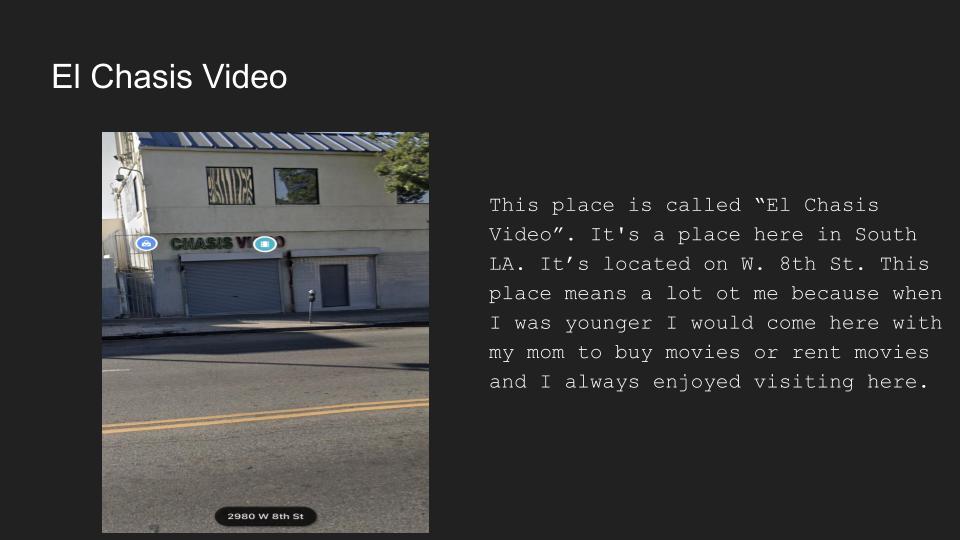 El Chasis Video
CHASIS
2980 W 8th St
This place is called “El Chasis
Video”. It's a place here in South
LA. It’s located on W. 8th St. This
place means a lot ot me because when
I was younger I would come here with
my mom to buy movies or rent movies
and I always enjoyed visiting here.